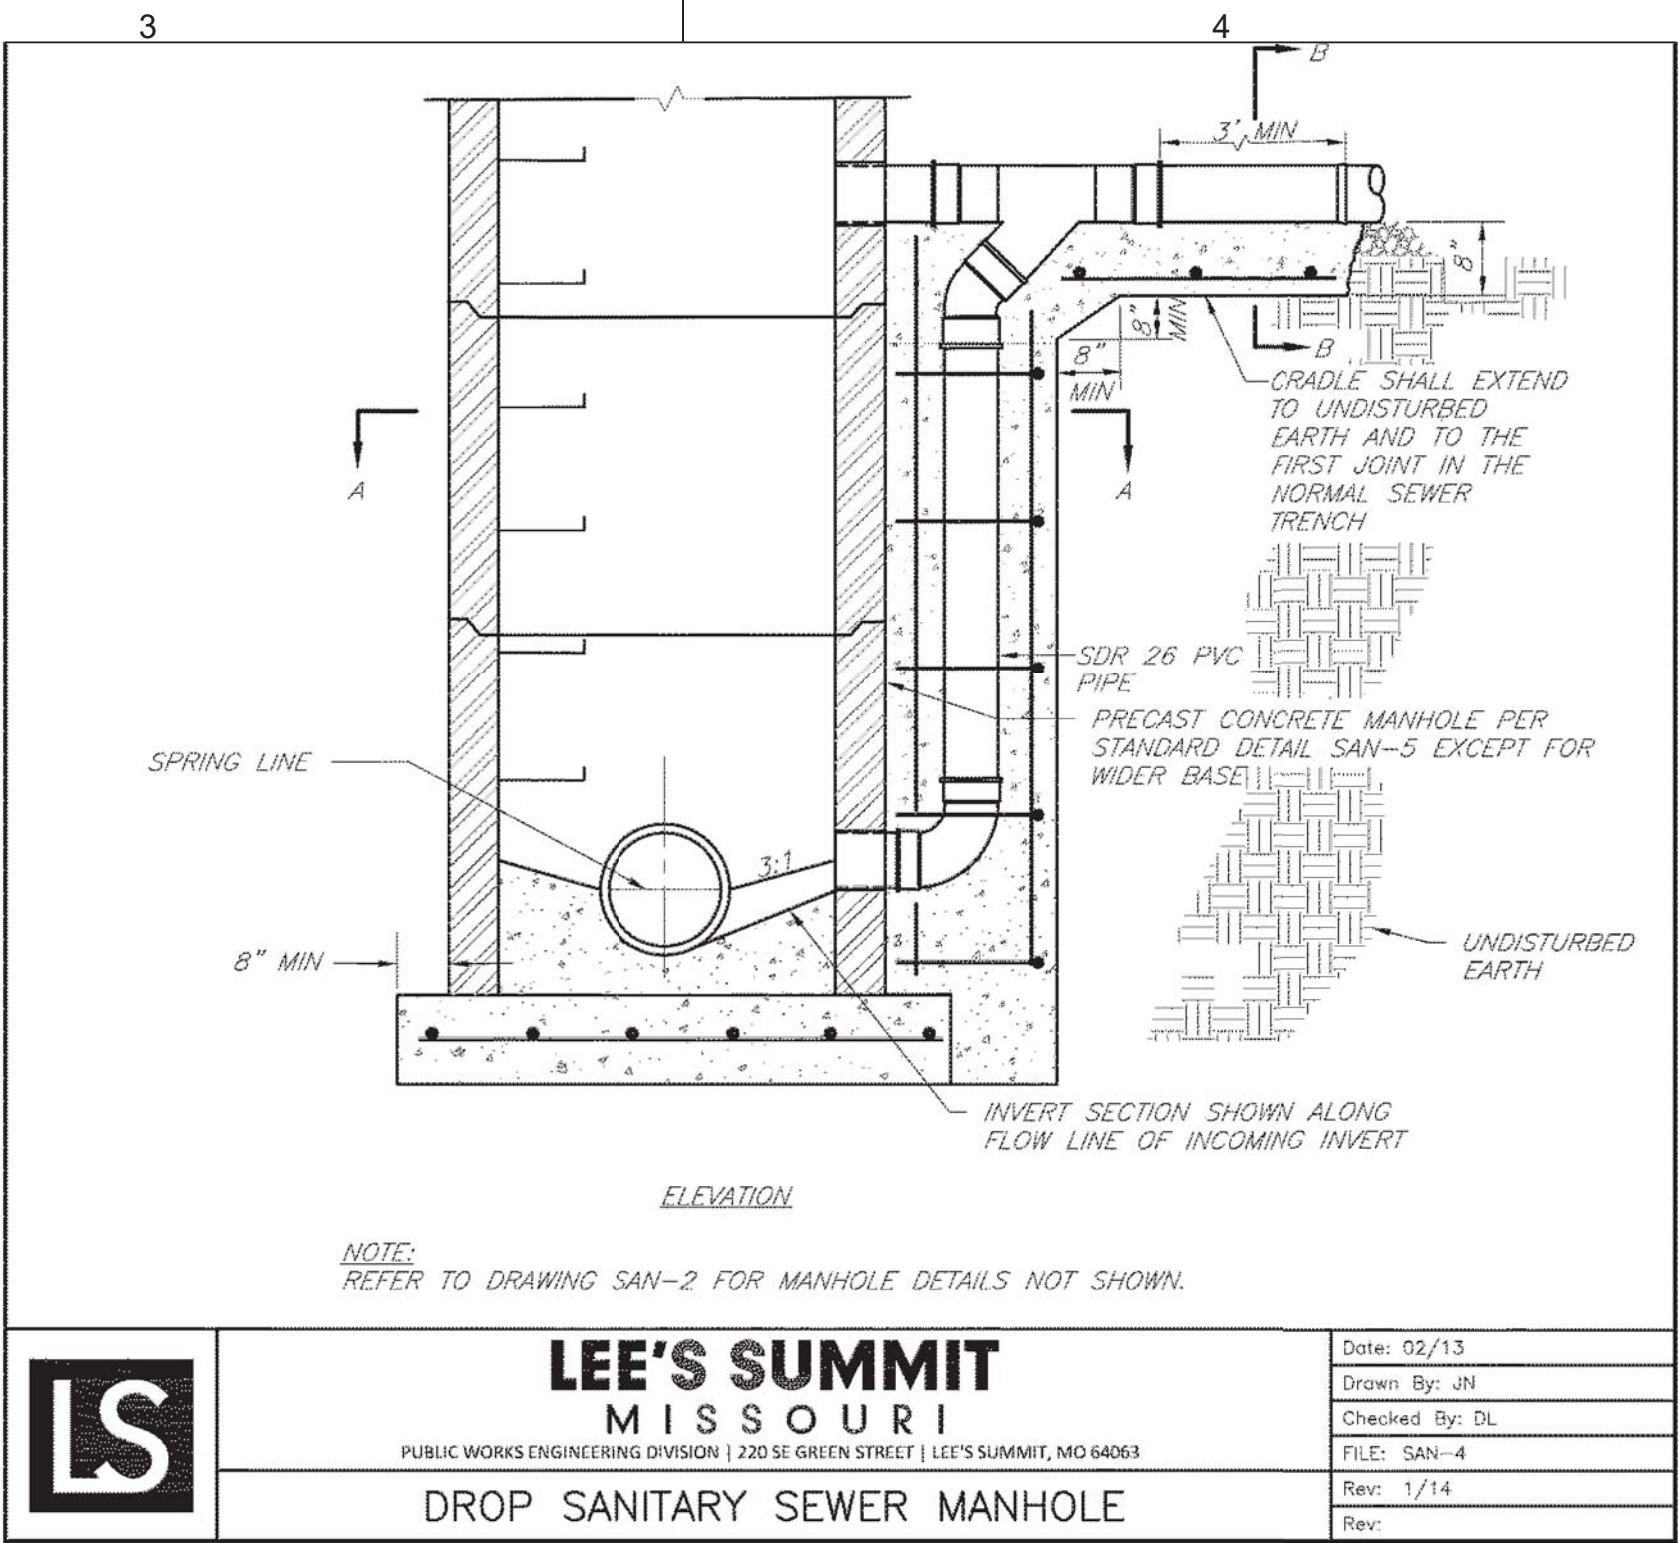 3
4
B
3' MIN
8"
8"
MIN
B
8"
MIN
CRADLE SHALL EXTEND
TO UNDISTURBED
EARTH AND TO THE
FIRST JOINT IN THE
NORMAL SEWER
TRENCH
A
A
SDR 26 PVC
PIPE
PRECAST CONCRETE MANHOLE PER
STANDARD DETAIL SAN-5 EXCEPT FOR
WIDER BASE
SPRING LINE
3:1
8" MIN
UNDISTURBED
EARTH
INVERT SECTION SHOWN ALONG
FLOW LINE OF INCOMING INVERT
ELEVATION
NOTE:
REFER TO DRAWING SAN-2 FOR MANHOLE DETAILS NOT SHOWN.
LS
LEE'S SUMMIT
MISSOURI
PUBLIC WORKS ENGINEERING DIVISION | 220 SE GREEN STREET | LEE'S SUMMIT, MO 64063
DROP SANITARY SEWER MANHOLE
Date: 02/13
Drawn By: JN
Checked By: DL
FILE: SAN-4
Rev: 1/14
Rev: